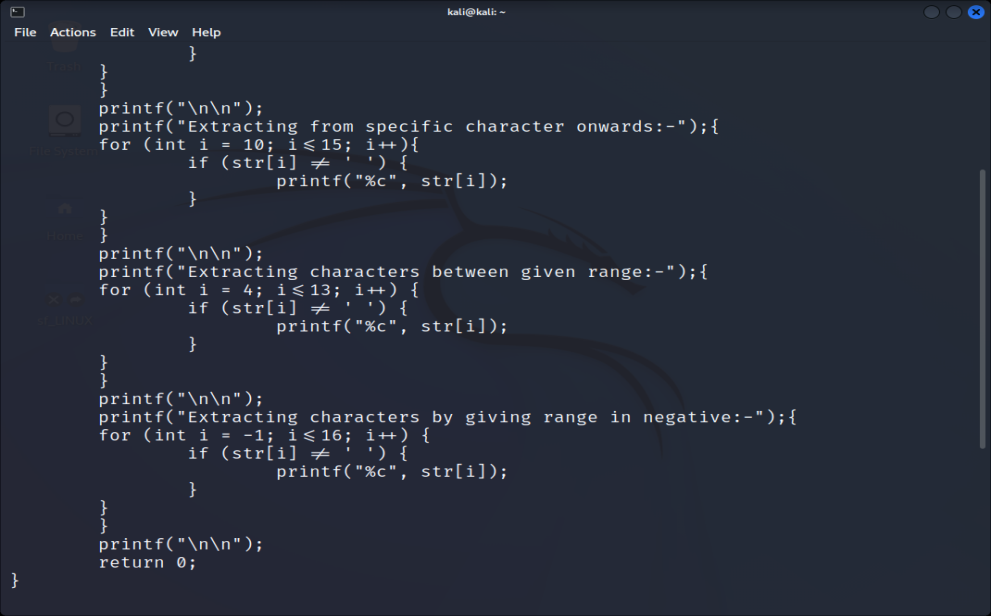 kali@kali: ~
File Actions Edit View Help
}
}
}
printf("\n\n");
printf("Extracting from specific character onwards:-");{
for (int i = 10; i<=15; i++){
if (str[i] != ' ') {
printf("%c", str[i]);
}
}
}
printf("\n\n");
printf("Extracting characters between given range:-");{
for (int i = 4; i<=13; i++) {
if (str[i] != ' ') {
printf("%c", str[i]);
}
}
}
printf("\n\n");
printf("Extracting characters by giving range in negative:-");{
for (int i = -1; i<=16; i++) {
if (str[i] != ' ') {
printf("%c", str[i]);
}
}
}
printf("\n\n");
return 0;
}